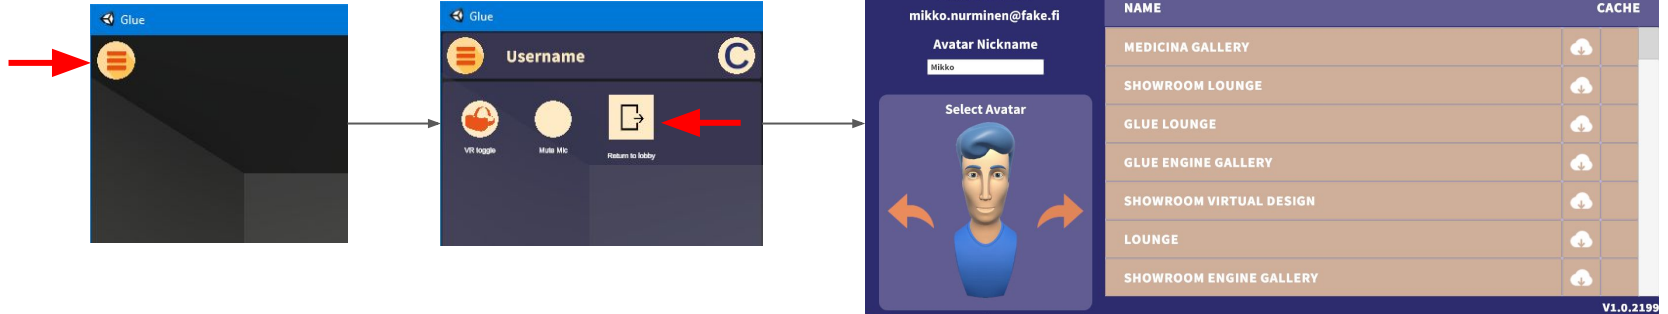 Glue
Glue
Username
C
VR toggle
Mute Mic
Return to lobby
mikko.nurminen@fake.fi
Avatar Nickname
Mikko
Select Avatar
NAME CACHE
MEDICINA GALLERY
SHOWROOM LOUNGE
GLUE LOUNGE
GLUE ENGINE GALLERY
SHOWROOM VIRTUAL DESIGN
LOUNGE
SHOWROOM ENGINE GALLERY
V1.0.2199